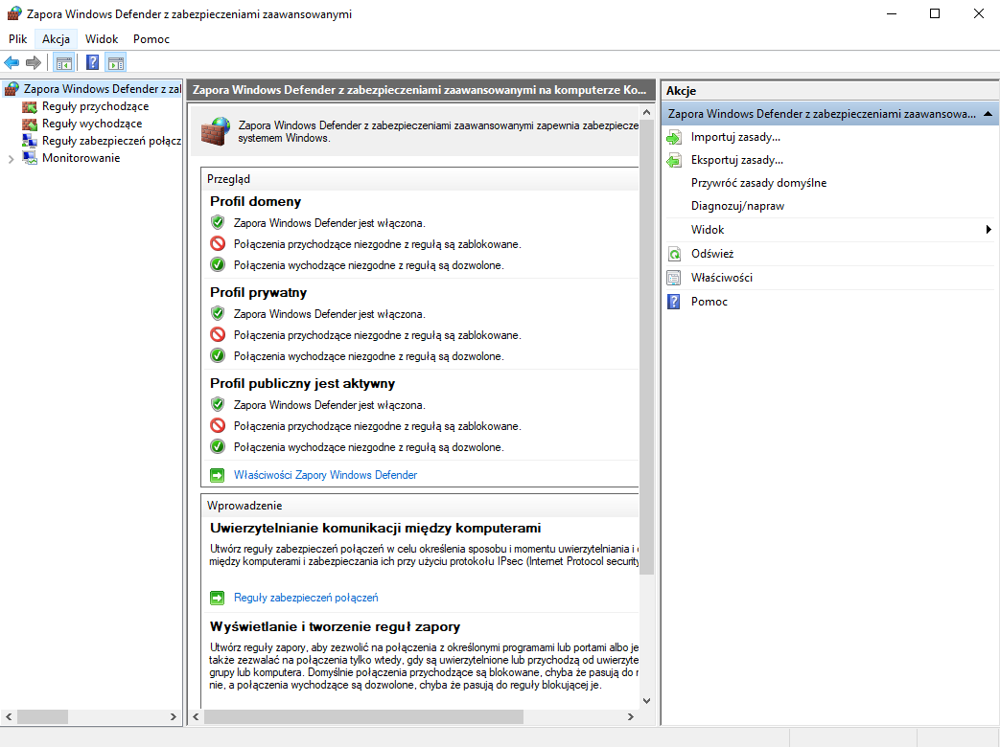 Zapora Windows Defender z zabezpieczeniami zaawansowanymi
Plik Akcja Widok Pomoc
Zapora Windows Defender z zal
Reguły przychodzące
Reguły wychodzące
Reguły zabezpieczeń połącz
Monitorowanie
Zapora Windows Defender z zabezpieczeniami zaawansowanymi na komputerze Ko...
Zapora Windows Defender z zabezpieczeniami zaawansowanymi zapewnia zabezpiecze
systemem Windows.
Przegląd
Profil domeny
Zapora Windows Defender jest włączona.
Połączenia przychodzące niezgodne z regułą są zablokowane.
Połączenia wychodzące niezgodne z regułą są dozwolone.
Profil prywatny
Zapora Windows Defender jest włączona.
Połączenia przychodzące niezgodne z regułą są zablokowane.
Połączenia wychodzące niezgodne z regułą są dozwolone.
Profil publiczny jest aktywny
Zapora Windows Defender jest włączona.
Połączenia przychodzące niezgodne z regułą są zablokowane.
Połączenia wychodzące niezgodne z regułą są dozwolone.
Właściwości Zapory Windows Defender
Wprowadzenie
Uwierzytelnianie komunikacji między komputerami
Utwórz reguły zabezpieczeń połączeń w celu określenia sposobu i momentu uwierzytelniania i
między komputerami i zabezpieczania ich przy użyciu protokołu IPsec (Internet Protocol security
Reguły zabezpieczeń połączeń
Wyświetlanie i tworzenie reguł zapory
Utwórz reguły zapory, aby zezwolić na połączenia z określonymi programami lub portami albo je
także zezwalać na połączenia tylko wtedy, gdy są uwierzytelnione lub przychodzą od uwierzyte
grupy lub komputera. Domyślnie połączenia przychodzące są blokowane, chyba że pasują do r
nie, a połączenia wychodzące są dozwolone, chyba że pasują do reguły blokującej je.
Akcje
Zapora Windows Defender z zabezpieczeniami zaawansowa...
Importuj zasady...
Eksportuj zasady...
Przywróć zasady domyślne
Diagnozuj/napraw
Widok
Odśwież
Właściwości
Pomoc